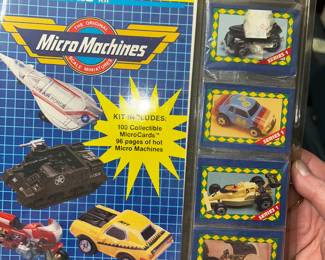 THE ORIGINAL
Micro Machines
SCALE MINIATURES
KIT INCLUDES:
100 Collectible
MicroCards™
96 pages of hot
Micro Machines
SERIES 1
SERIES 1
SERIES 1